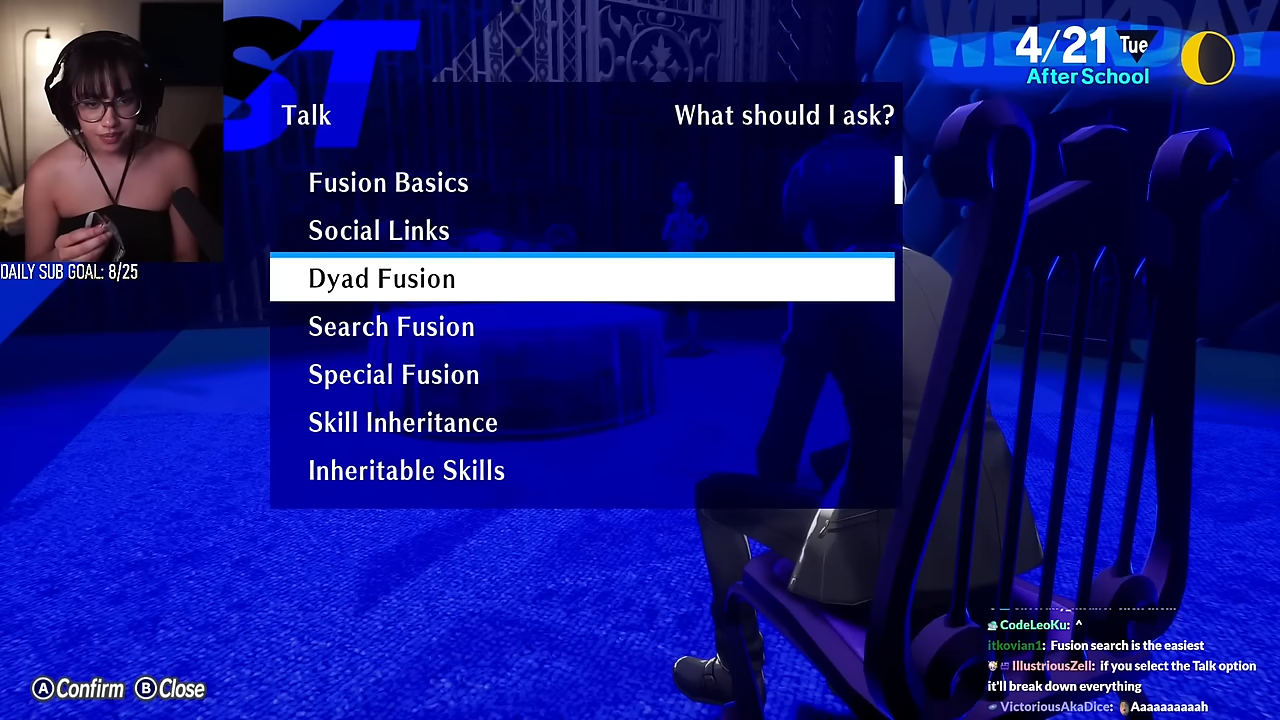 ST
WEEKDAY
4/21 Tue
After School
Talk
What should I ask?
Fusion Basics
Social Links
Dyad Fusion
Search Fusion
Special Fusion
Skill Inheritance
Inheritable Skills
DAILY SUB GOAL: 8/25
CodeLeoKu: ^
itkovian1: Fusion search is the easiest
IllustriousZell: if you select the Talk option
it'll break down everything
VictoriousAkaDice: Aaaaaaaaaah
A Confirm B Close